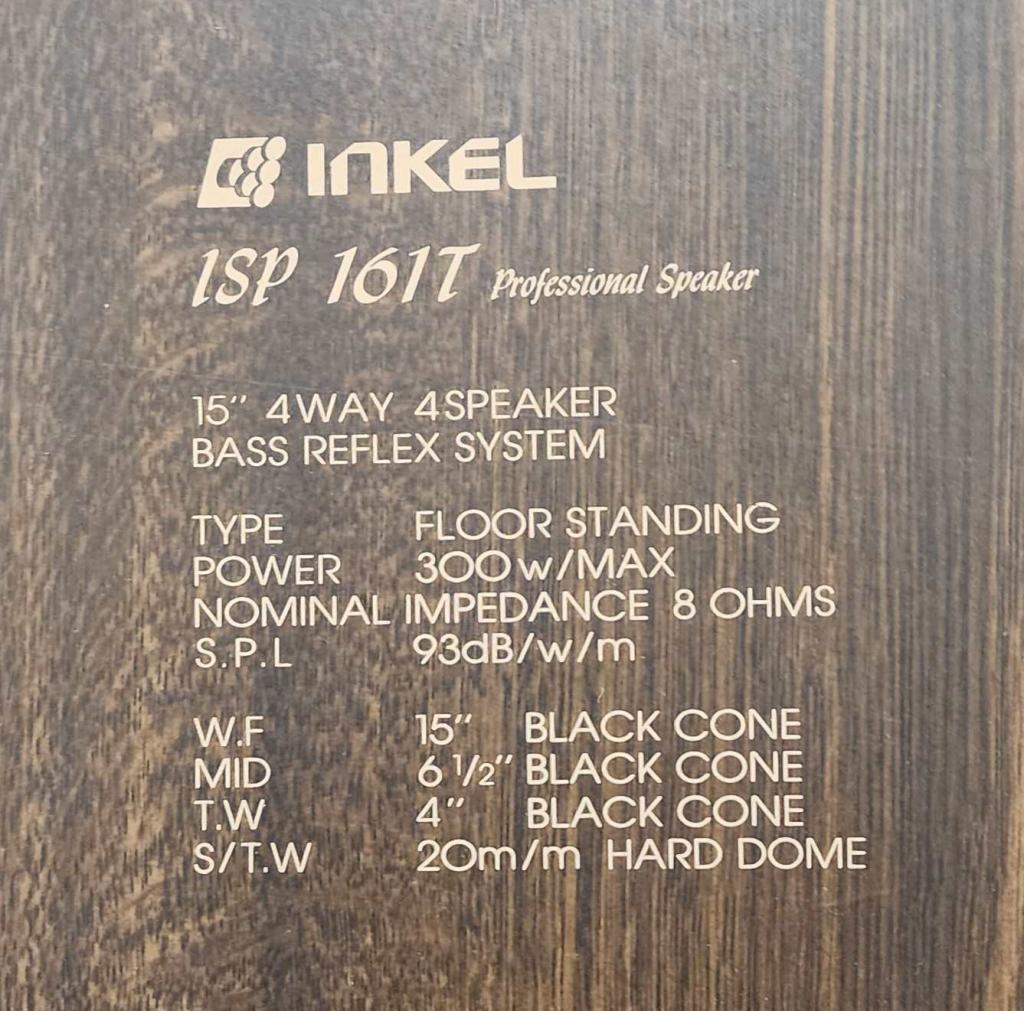 INKEL
ISP 161T Professional Speaker
15" 4WAY 4SPEAKER
BASS REFLEX SYSTEM
TYPE FLOOR STANDING
POWER 300w/MAX
NOMINAL IMPEDANCE 8 OHMS
S.P.L 93dB/w/m
W.F 15" BLACK CONE
MID 6 1/2" BLACK CONE
T.W 4" BLACK CONE
S/T.W 20m/m HARD DOME